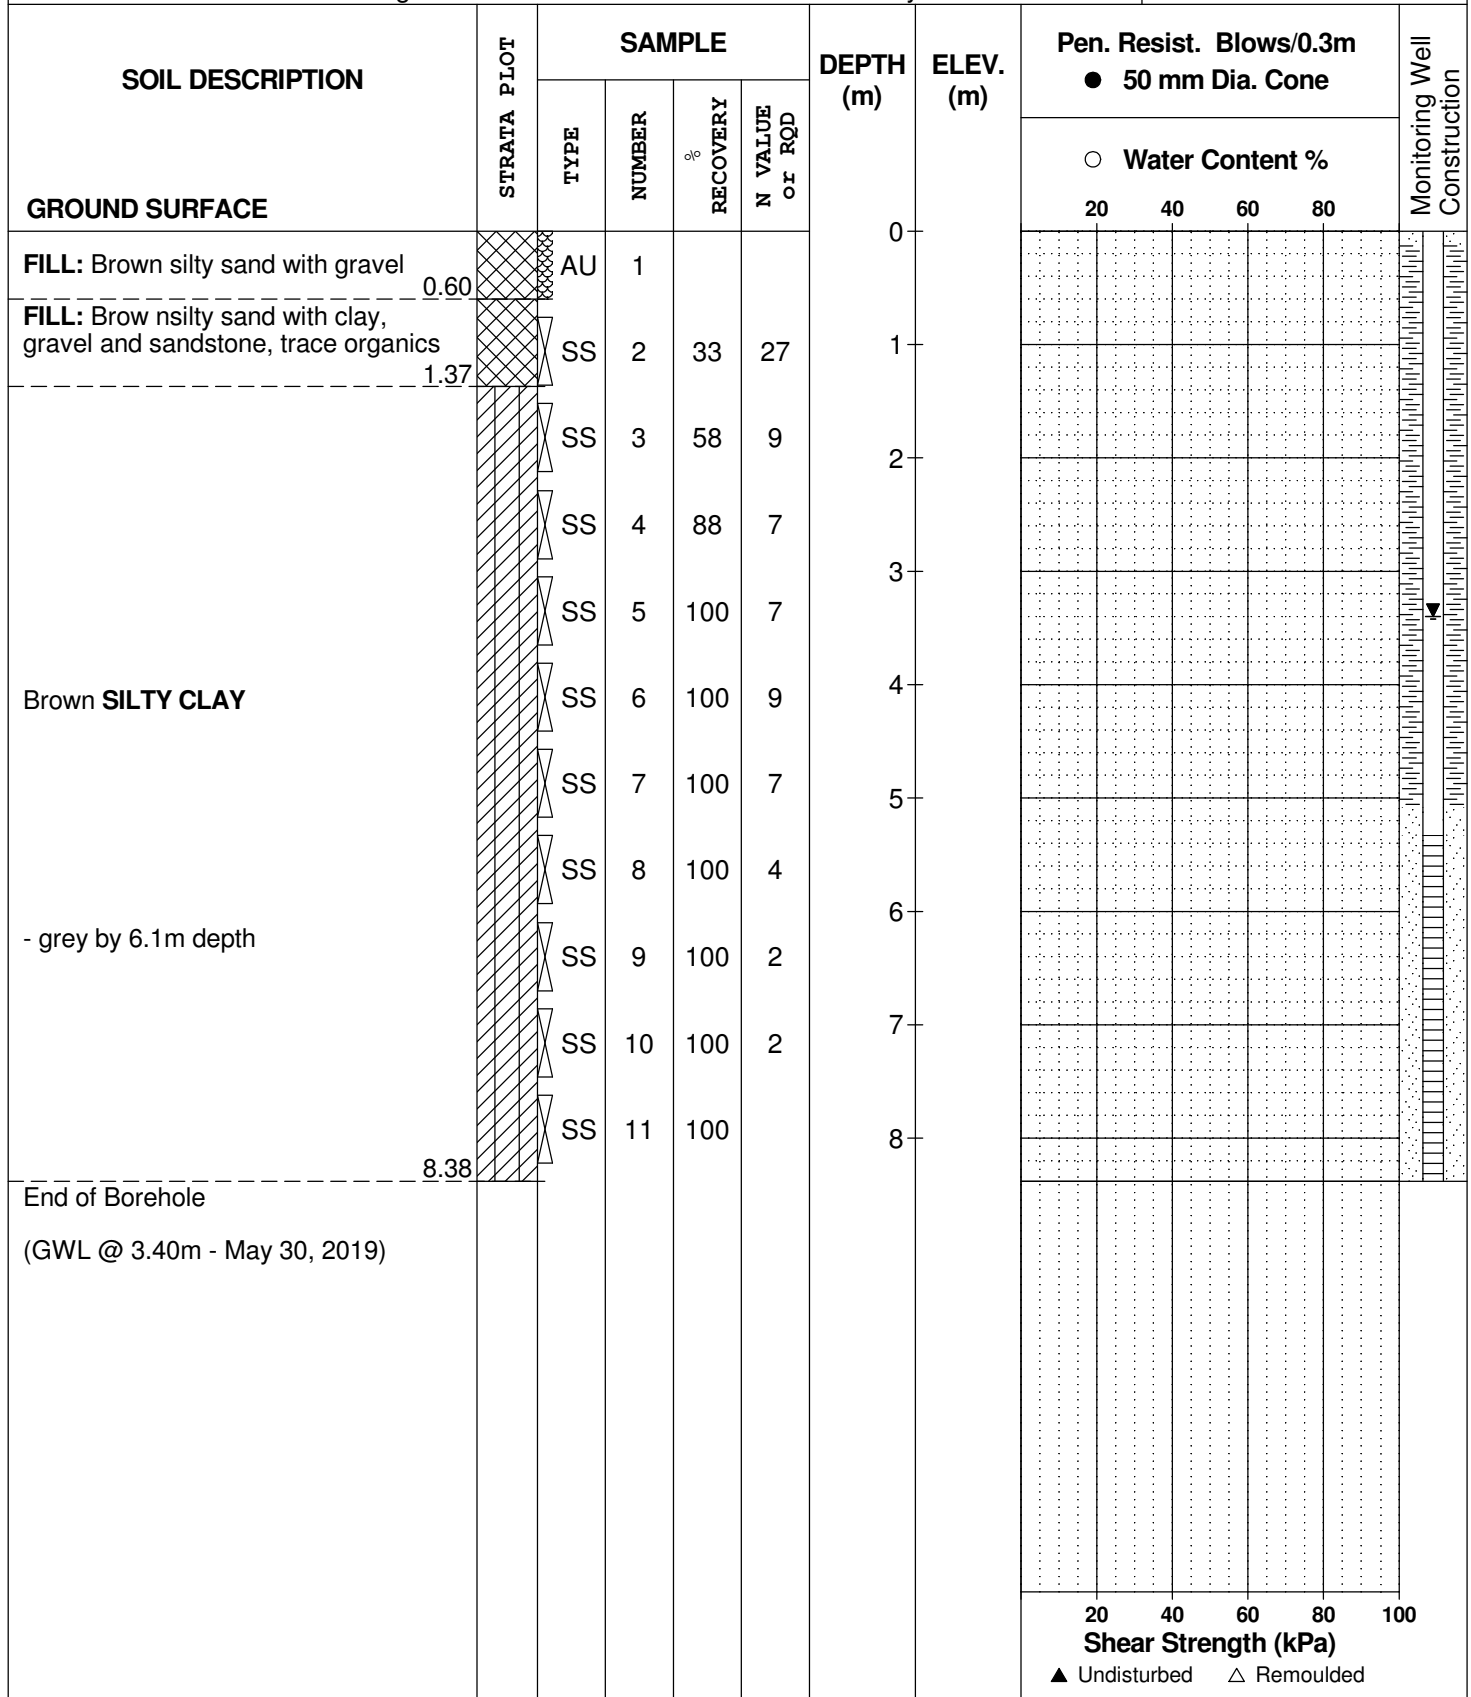 SOIL DESCRIPTION
GROUND SURFACE
STRATA PLOT
SAMPLE
TYPE
NUMBER
%
RECOVERY
N VALUE
or RQD
DEPTH
(m)
ELEV.
(m)
Pen. Resist. Blows/0.3m
● 50 mm Dia. Cone
○ Water Content %
20 40 60 80
Monitoring Well
Construction
0
FILL: Brown silty sand with gravel
0.60
AU 1
FILL: Brow nsilty sand with clay,
gravel and sandstone, trace organics
1.37
SS 2 33 27
1
SS 3 58 9
2
SS 4 88 7
3
SS 5 100 7
Brown SILTY CLAY
SS 6 100 9
4
SS 7 100 7
5
SS 8 100 4
6
- grey by 6.1m depth
SS 9 100 2
7
SS 10 100 2
SS 11 100
8
8.38
End of Borehole
(GWL @ 3.40m - May 30, 2019)
20 40 60 80 100
Shear Strength (kPa)
▲ Undisturbed △ Remoulded